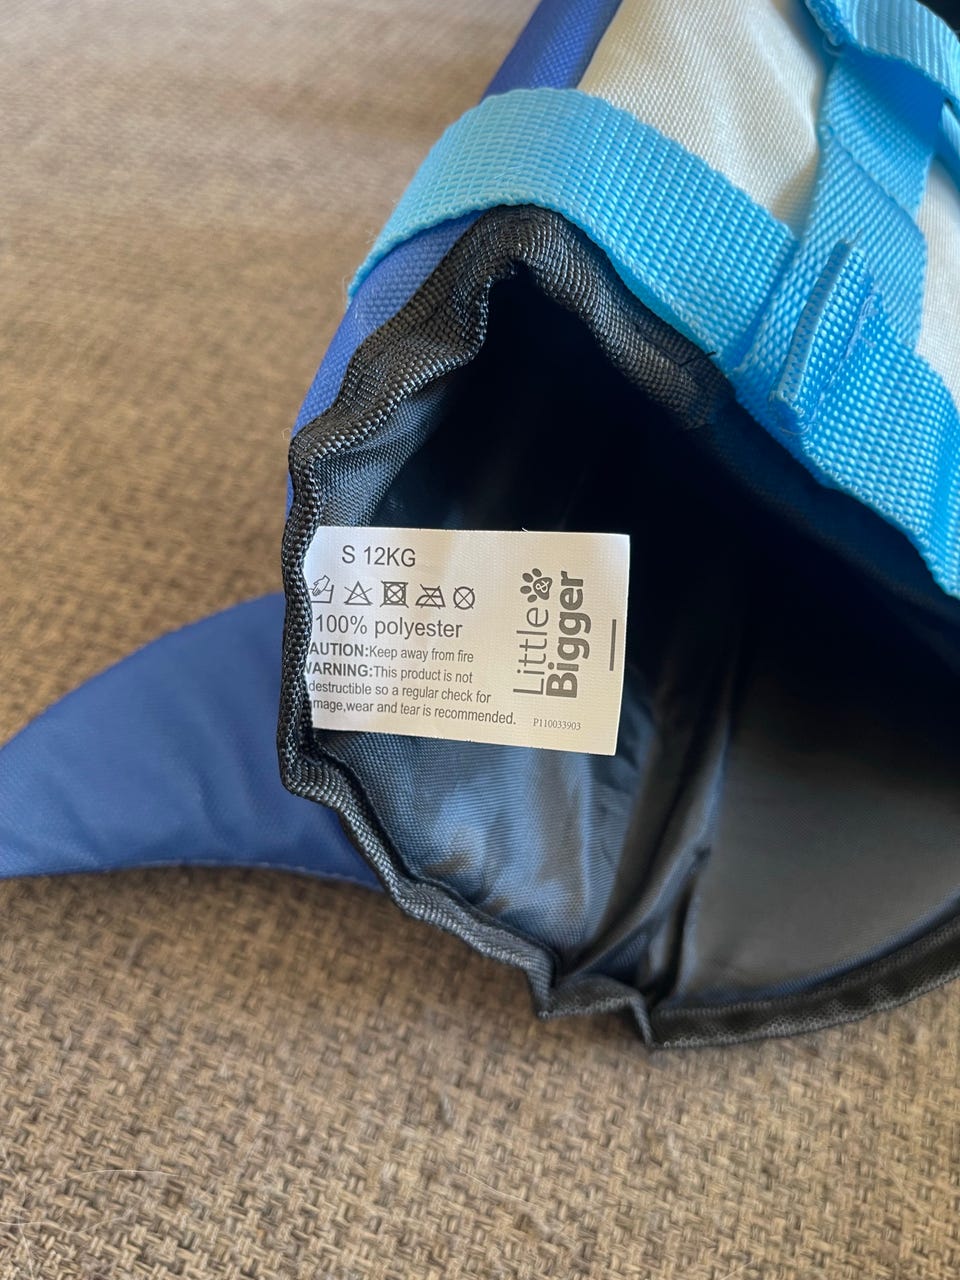 S 12KG
100% polyester
AUTION:Keep away from fire
WARNING:This product is not
destructible so a regular check for
mage,wear and tear is recommended.
P110033903
Little
Bigger